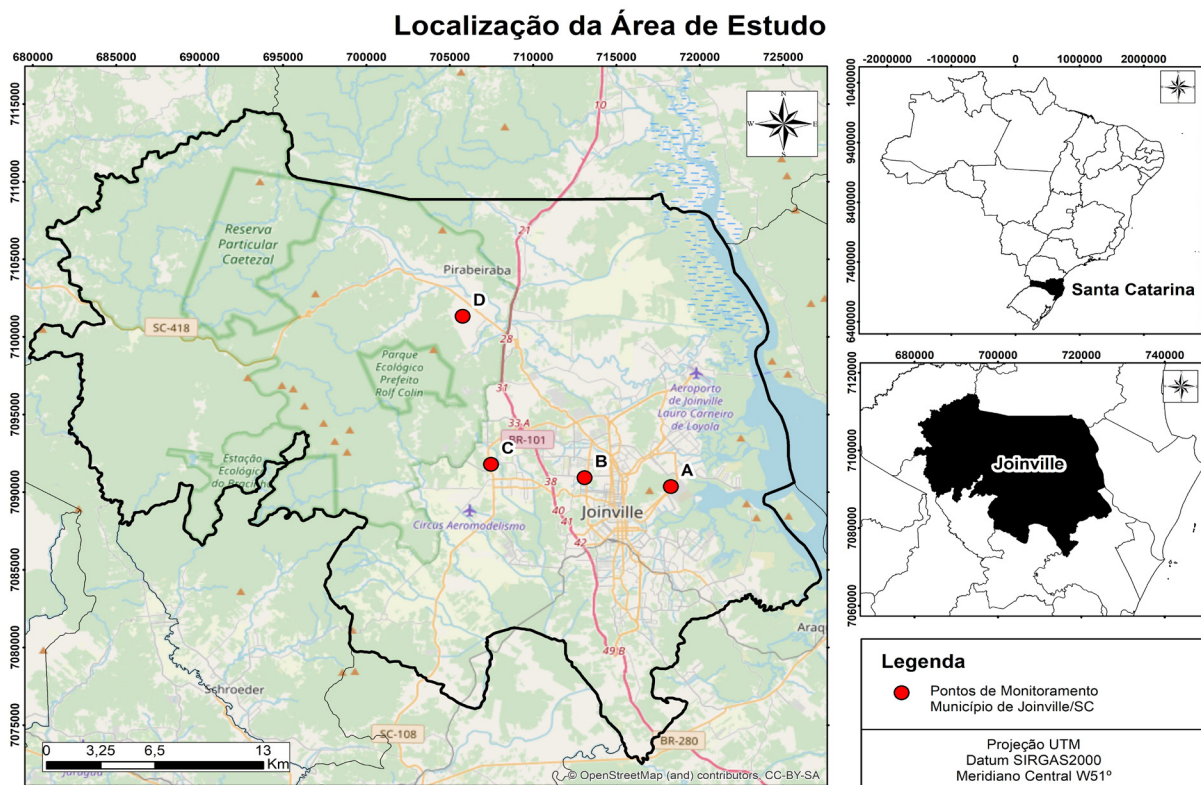 Localização da Área de Estudo
680000 685000 690000 695000 700000 705000 710000 715000 720000 725000
7115000
7110000
7105000
7100000
7095000
7090000
7085000
7080000
7075000
N
W E
S
10
21
Reserva
Particular
Caetezal
Pirabeiraba
D
SC-418
28
Parque
Ecológico
Prefeito
Rolf Colin
31
Aeroporto
de Joinville
Lauro Carneiro
de Loyola
33 A
BR-101
C
B
A
Estação
Ecológica
do Bracinho
38
Circus Aeromodelismo
40
41
42
Joinville
49 B
Araq
Schroeder
SC-108
BR-280
0 3,25 6,5 13
Km
Jaraguá
© OpenStreetMap (and) contributors, CC-BY-SA
-2000000 -1000000 0 1000000 2000000
10400000
9400000
8400000
7400000
6400000
Santa Catarina
680000 700000 720000 740000
7120000
7100000
7080000
7060000
Joinville
Legenda
Pontos de Monitoramento
Município de Joinville/SC
Projeção UTM
Datum SIRGAS2000
Meridiano Central W51º